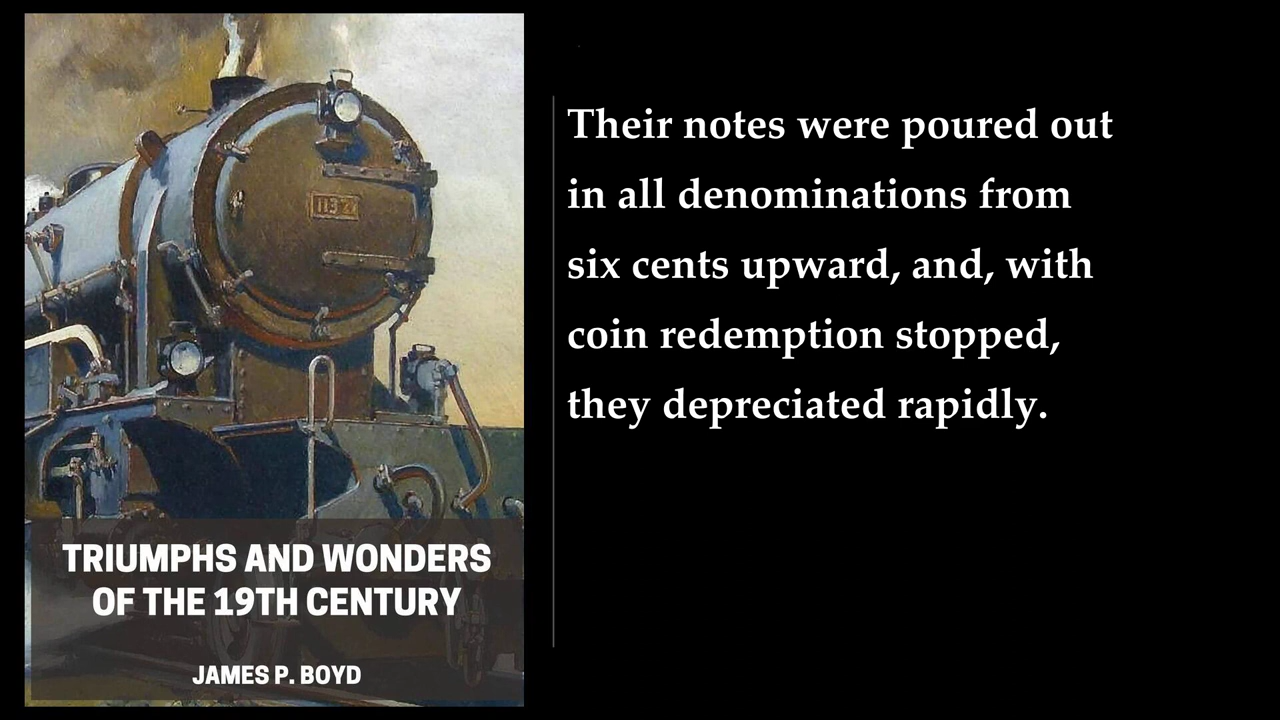 Their notes were poured out
in all denominations from
six cents upward, and, with
coin redemption stopped,
they depreciated rapidly.
TRIUMPHS AND WONDERS
OF THE 19TH CENTURY
JAMES P. BOYD